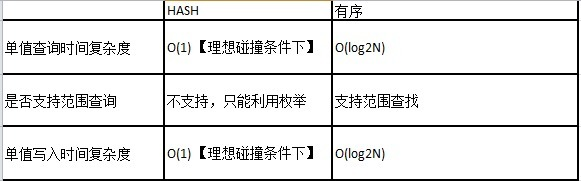 HASH 有序
单值查询时间复杂度 O(1)【理想碰撞条件下】 O(log2N)
是否支持范围查询 不支持，只能利用枚举 支持范围查找
单值写入时间复杂度 O(1)【理想碰撞条件下】 O(log2N)